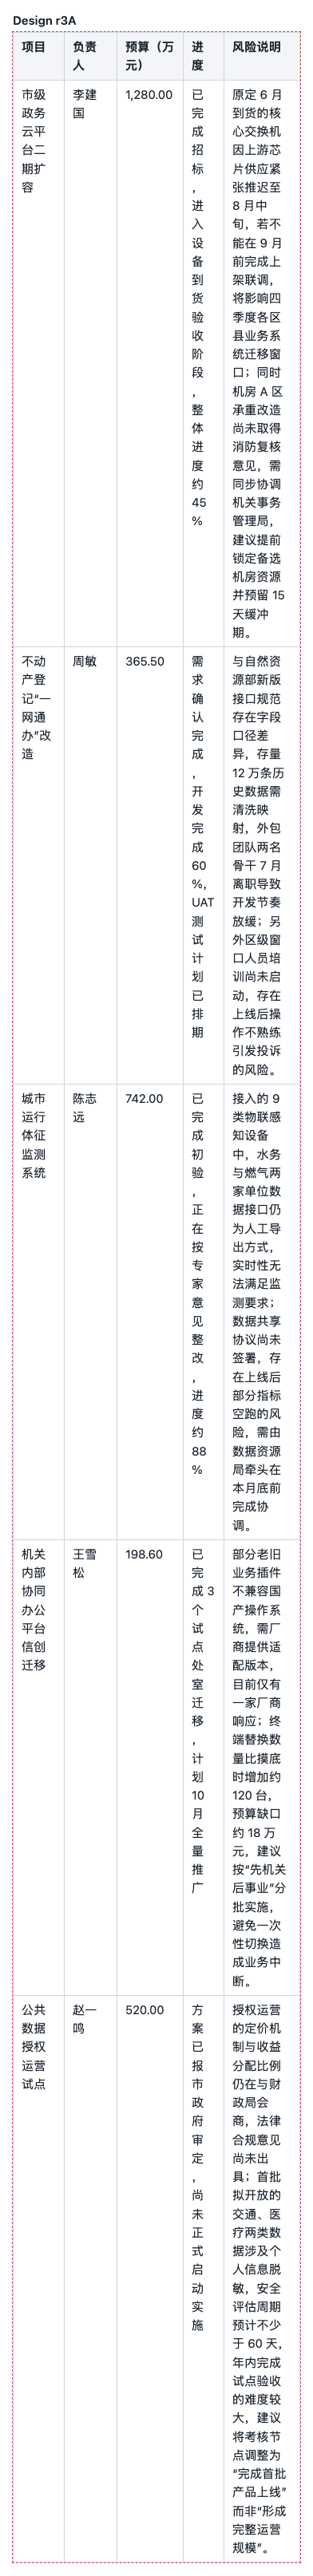 Design r3A
项目
负责
人
预算（万
元）
进
度
风险说明
市级
政务
云平
台二
期扩
容
李建
国
1,280.00
已
完
成
招
标
，
进
入
设
备
到
货
验
收
阶
段
，
整
体
进
度
约
45
%
原定 6 月
到货的核
心交换机
因上游芯
片供应紧
张推迟至
8 月中
旬，若不
能在 9 月
前完成上
架联调，
将影响四
季度各区
县业务系
统迁移窗
口；同时
机房 A 区
承重改造
尚未取得
消防复核
意见，需
同步协调
机关事务
管理局，
建议提前
锁定备选
机房资源
并预留 15
天缓冲
期。
不动
产登
记“一
网通
办”改
造
周敏
365.50
需
求
确
认
完
成
，
开
发
完
成
60
%，
UAT
测
试
计
划
已
排
期
与自然资
源部新版
接口规范
存在字段
口径差
异，存量
12 万条历
史数据需
清洗映
射，外包
团队两名
骨干 7 月
离职导致
开发节奏
放缓；另
外区级窗
口人员培
训尚未启
动，存在
上线后操
作不熟练
引发投诉
的风险。
城市
运行
体征
监测
系统
陈志
远
742.00
已
完
成
初
验
，
正
在
按
专
家
意
见
整
改
，
进
度
约
88
%
接入的 9
类物联感
知设备
中，水务
与燃气两
家单位数
据接口仍
为人工导
出方式，
实时性无
法满足监
测要求；
数据共享
协议尚未
签署，存
在上线后
部分指标
空跑的风
险，需由
数据资源
局牵头在
本月底前
完成协
调。
机关
内部
协同
办公
平台
信创
迁移
王雪
松
198.60
已
完
成 3
个
试
点
处
室
迁
移
，
计
划
10
月
全
量
推
广
部分老旧
业务插件
不兼容国
产操作系
统，需厂
商提供适
配版本，
目前仅有
一家厂商
响应；终
端替换数
量比摸底
时增加约
120 台，
预算缺口
约 18 万
元，建议
按“先机关
后事业”分
批实施，
避免一次
性切换造
成业务中
断。
公共
数据
授权
运营
试点
赵一
鸣
520.00
方
案
已
报
市
政
府
审
定
，
尚
未
正
式
启
动
实
施
授权运营
的定价机
制与收益
分配比例
仍在与财
政局会
商，法律
合规意见
尚未出
具；首批
拟开放的
交通、医
疗两类数
据涉及个
人信息脱
敏，安全
评估周期
预计不少
于 60 天，
年内完成
试点验收
的难度较
大，建议
将考核节
点调整为
“完成首批
产品上线”
而非“形成
完整运营
规模”。